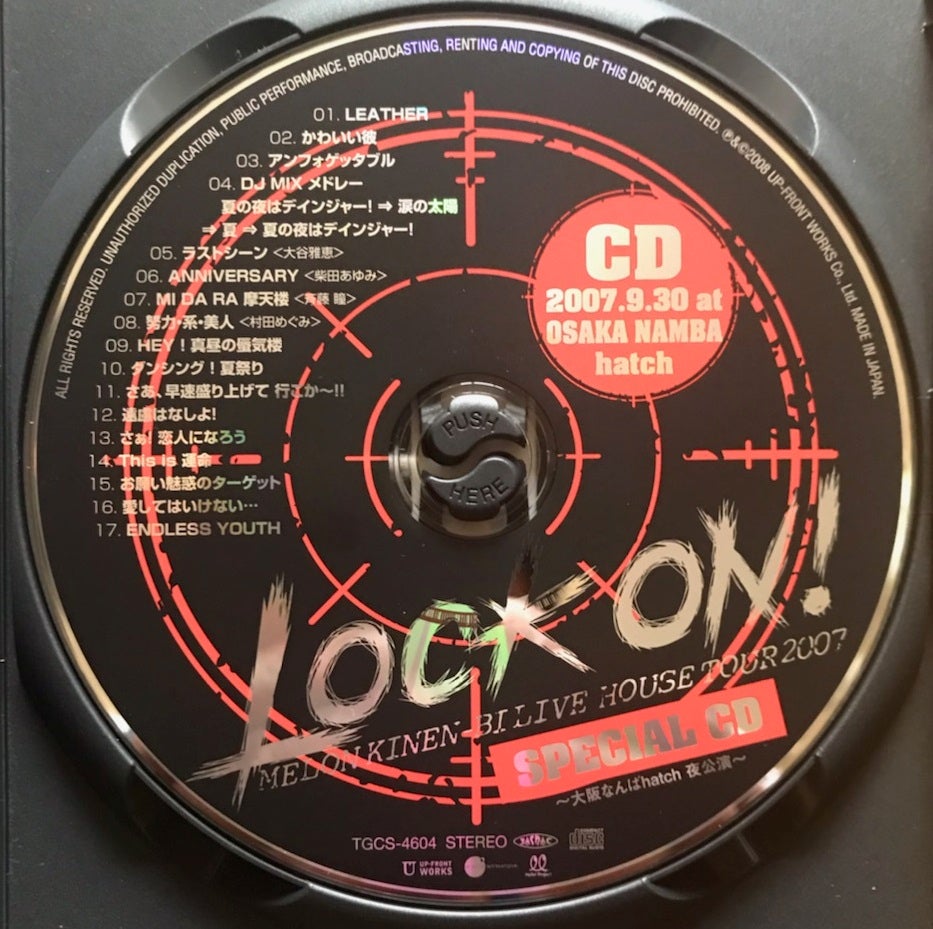 ALL RIGHTS RESERVED. UNAUTHORIZED DUPLICATION, PUBLIC PERFORMANCE, BROADCASTING, RENTING AND COPYING OF THIS DISC PROHIBITED. ℗&©2008 UP-FRONT WORKS Co., Ltd. MADE IN JAPAN.
01. LEATHER
02. かわいい彼
03. アンフォゲッタブル
04. DJ MIX メドレー
夏の夜はデインジャー! ⇒ 涙の太陽
⇒ 夏 ⇒ 夏の夜はデインジャー!
05. ラストシーン <大谷雅恵>
06. ANNIVERSARY <柴田あゆみ>
07. MI DA RA 摩天楼 <斉藤 瞳>
08. 努力・系・美人 <村田めぐみ>
09. HEY! 真昼の蜃気楼
10. ダンシング! 夏祭り
11. さあ、早速盛り上げて 行こか~!!
12. 遠慮はなしよ!
13. さぁ! 恋人になろう
14. This is 運命
15. お願い魅惑のターゲット
16. 愛してはいけない…
17. ENDLESS YOUTH
CD
2007.9.30 at
OSAKA NAMBA
hatch
PUSH
HERE
LOCK ON!
MELON KINEN-BI LIVE HOUSE TOUR 2007
SPECIAL CD
~大阪なんばhatch 夜公演~
TGCS-4604 STEREO
COMPACT
disc
DIGITAL AUDIO
UP-FRONT
WORKS
Hello! Project